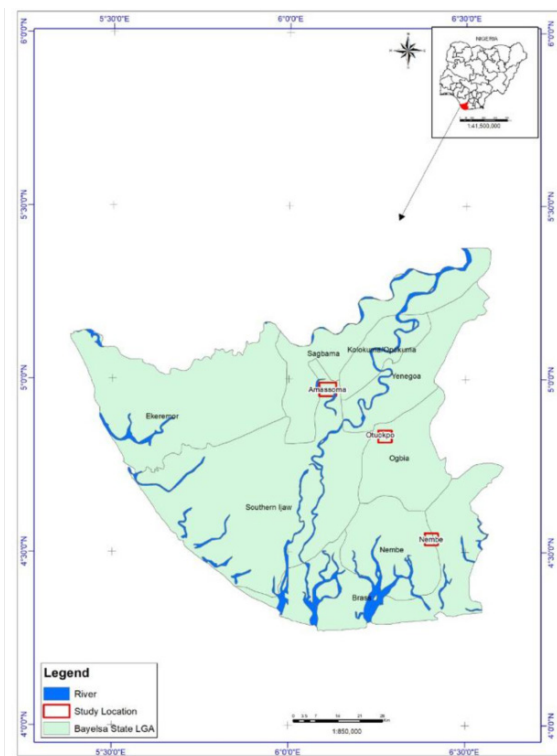 5°30'0"E 6°0'0"E 6°30'0"E
NIGERIA
1:41,500,000
6°0'0"N 6°0'0"N
5°30'0"N 5°30'0"N
Sagbama
Kolokuma/Opokuma
5°0'0"N 5°0'0"N
Yenegoa
Amassoma
Ekeremor
Otuokpo
Ogbia
Southern Ijaw
Nembe
4°30'0"N 4°30'0"N
Nembe
Brass
Legend
River
Study Location
Bayelsa State LGA
1:850,000
4°0'0"N 4°0'0"N
5°30'0"E 6°0'0"E 6°30'0"E